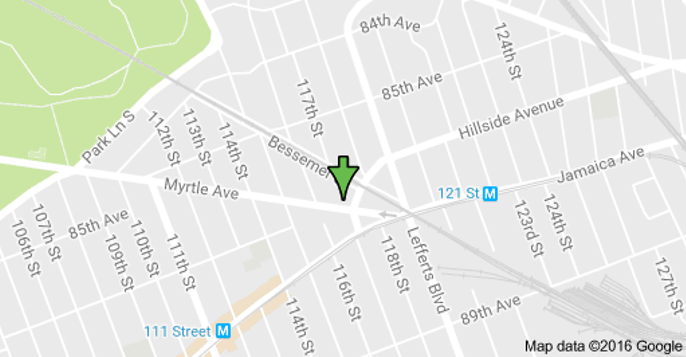 84th Ave
124th St
85th Ave
117th St
Hillside Avenue
Park Ln S
112th St
113th St
114th St
Bessemer
Jamaica Ave
Myrtle Ave
121 St M
107th St
106th St
85th Ave
109th St
110th St
111th St
116th St
118th St
Lefferts Blvd
123rd St
124th St
127th St
89th Ave
114th St
111 Street M
Map data ©2016 Google